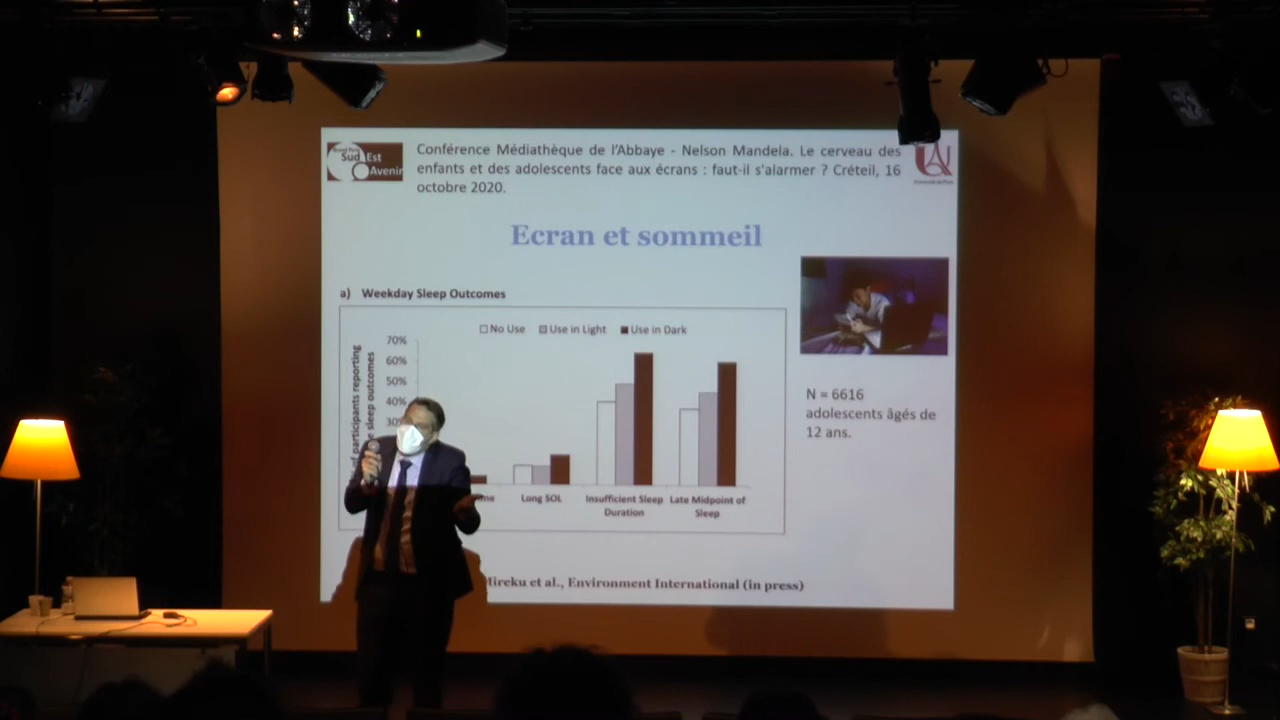 Sud Est
Avenir
Conférence Médiathèque de l'Abbaye - Nelson Mandela. Le cerveau des
enfants et des adolescents face aux écrans : faut-il s'alarmer ? Créteil, 16
octobre 2020.
Ecran et sommeil
a) Weekday Sleep Outcomes
No Use Use in Light Use in Dark
participants reporting
sleep outcomes
70%
60%
50%
40%
Long SOL
Insufficient Sleep
Duration
Late Midpoint of
Sleep
N = 6616
adolescents âgés de
12 ans.
et al., Environment International (in press)